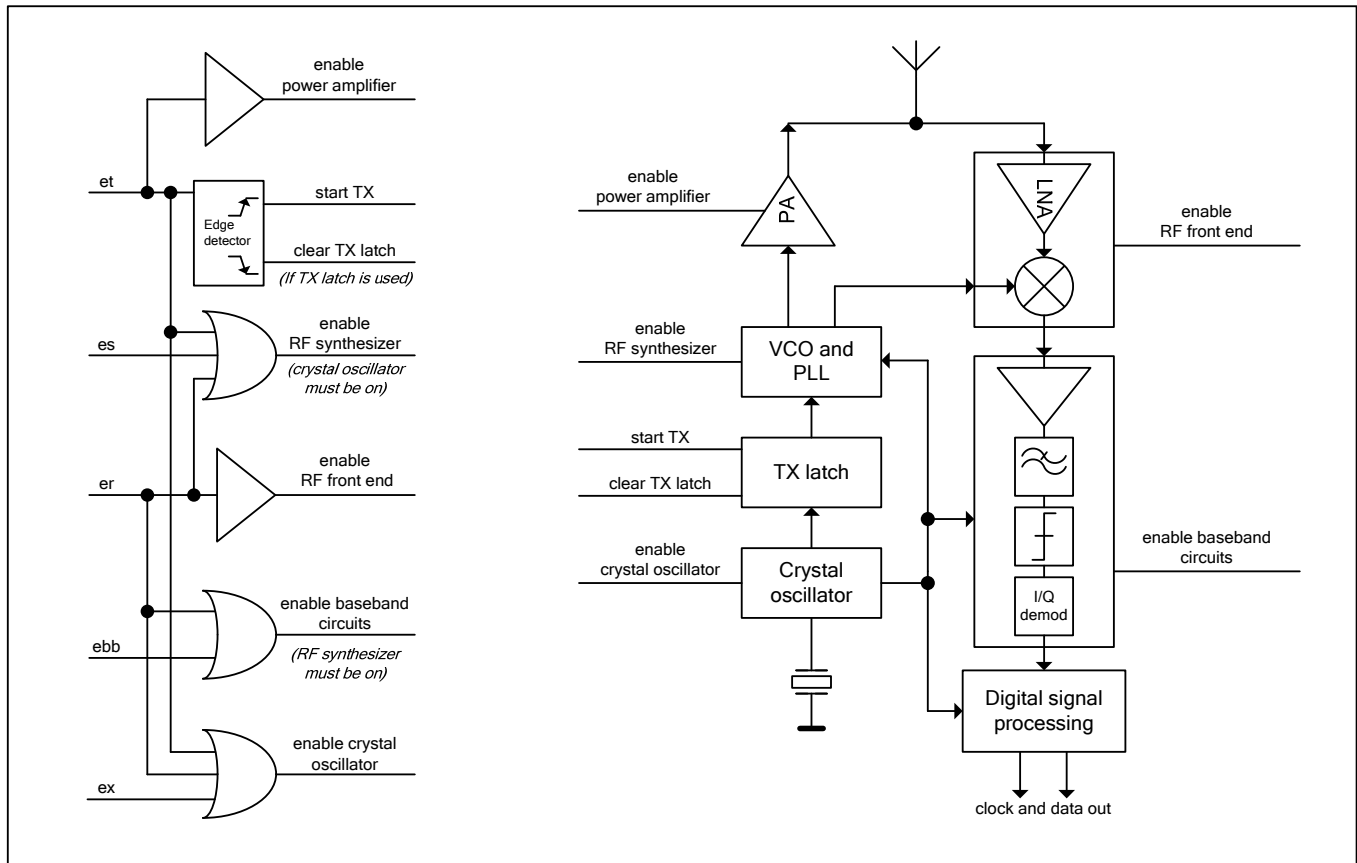 enable
power amplifier
et
Edge
detector
start TX
clear TX latch
(If TX latch is used)
es
enable
RF synthesizer
(crystal oscillator
must be on)
er
enable
RF front end
ebb
enable baseband
circuits
(RF synthesizer
must be on)
ex
enable crystal
oscillator
enable
power amplifier
PA
LNA
enable
RF front end
enable
RF synthesizer
VCO and
PLL
start TX
clear TX latch
TX latch
enable
crystal oscillator
Crystal
oscillator
I/Q
demod
enable baseband
circuits
Digital signal
processing
clock and data out